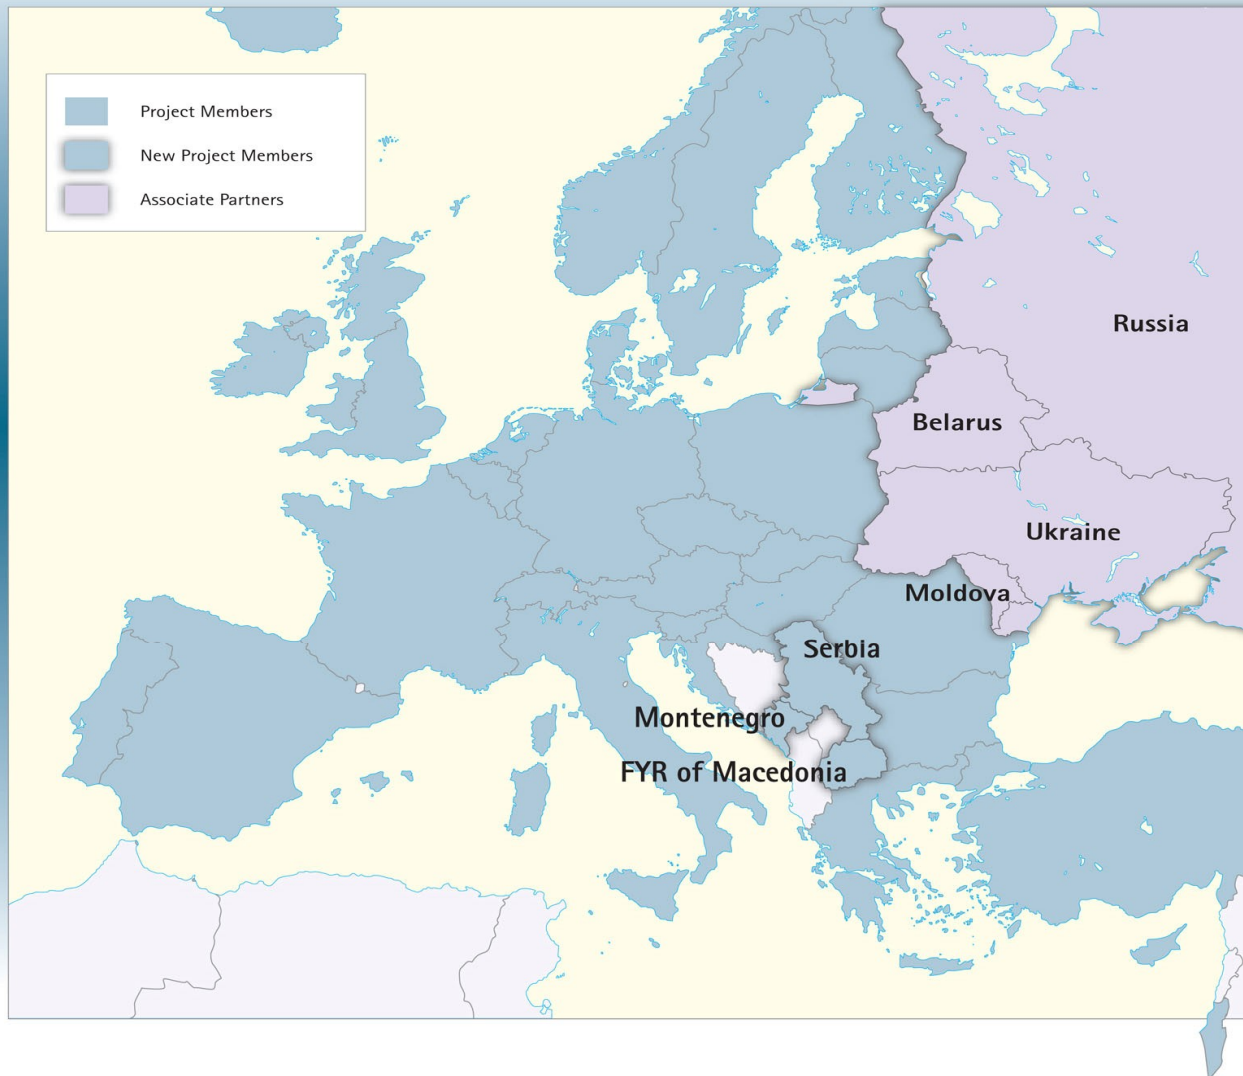 Project Members
New Project Members
Associate Partners
Russia
Belarus
Ukraine
Moldova
Serbia
Montenegro
FYR of Macedonia